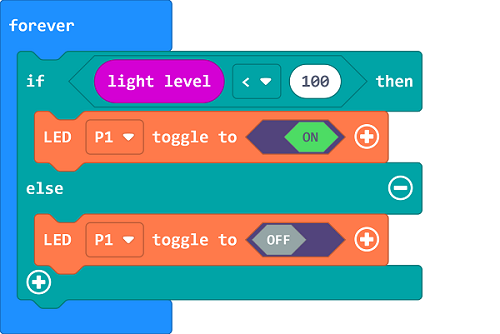 forever
if light level < 100 then
LED P1 toggle to ON
else
LED P1 toggle to OFF